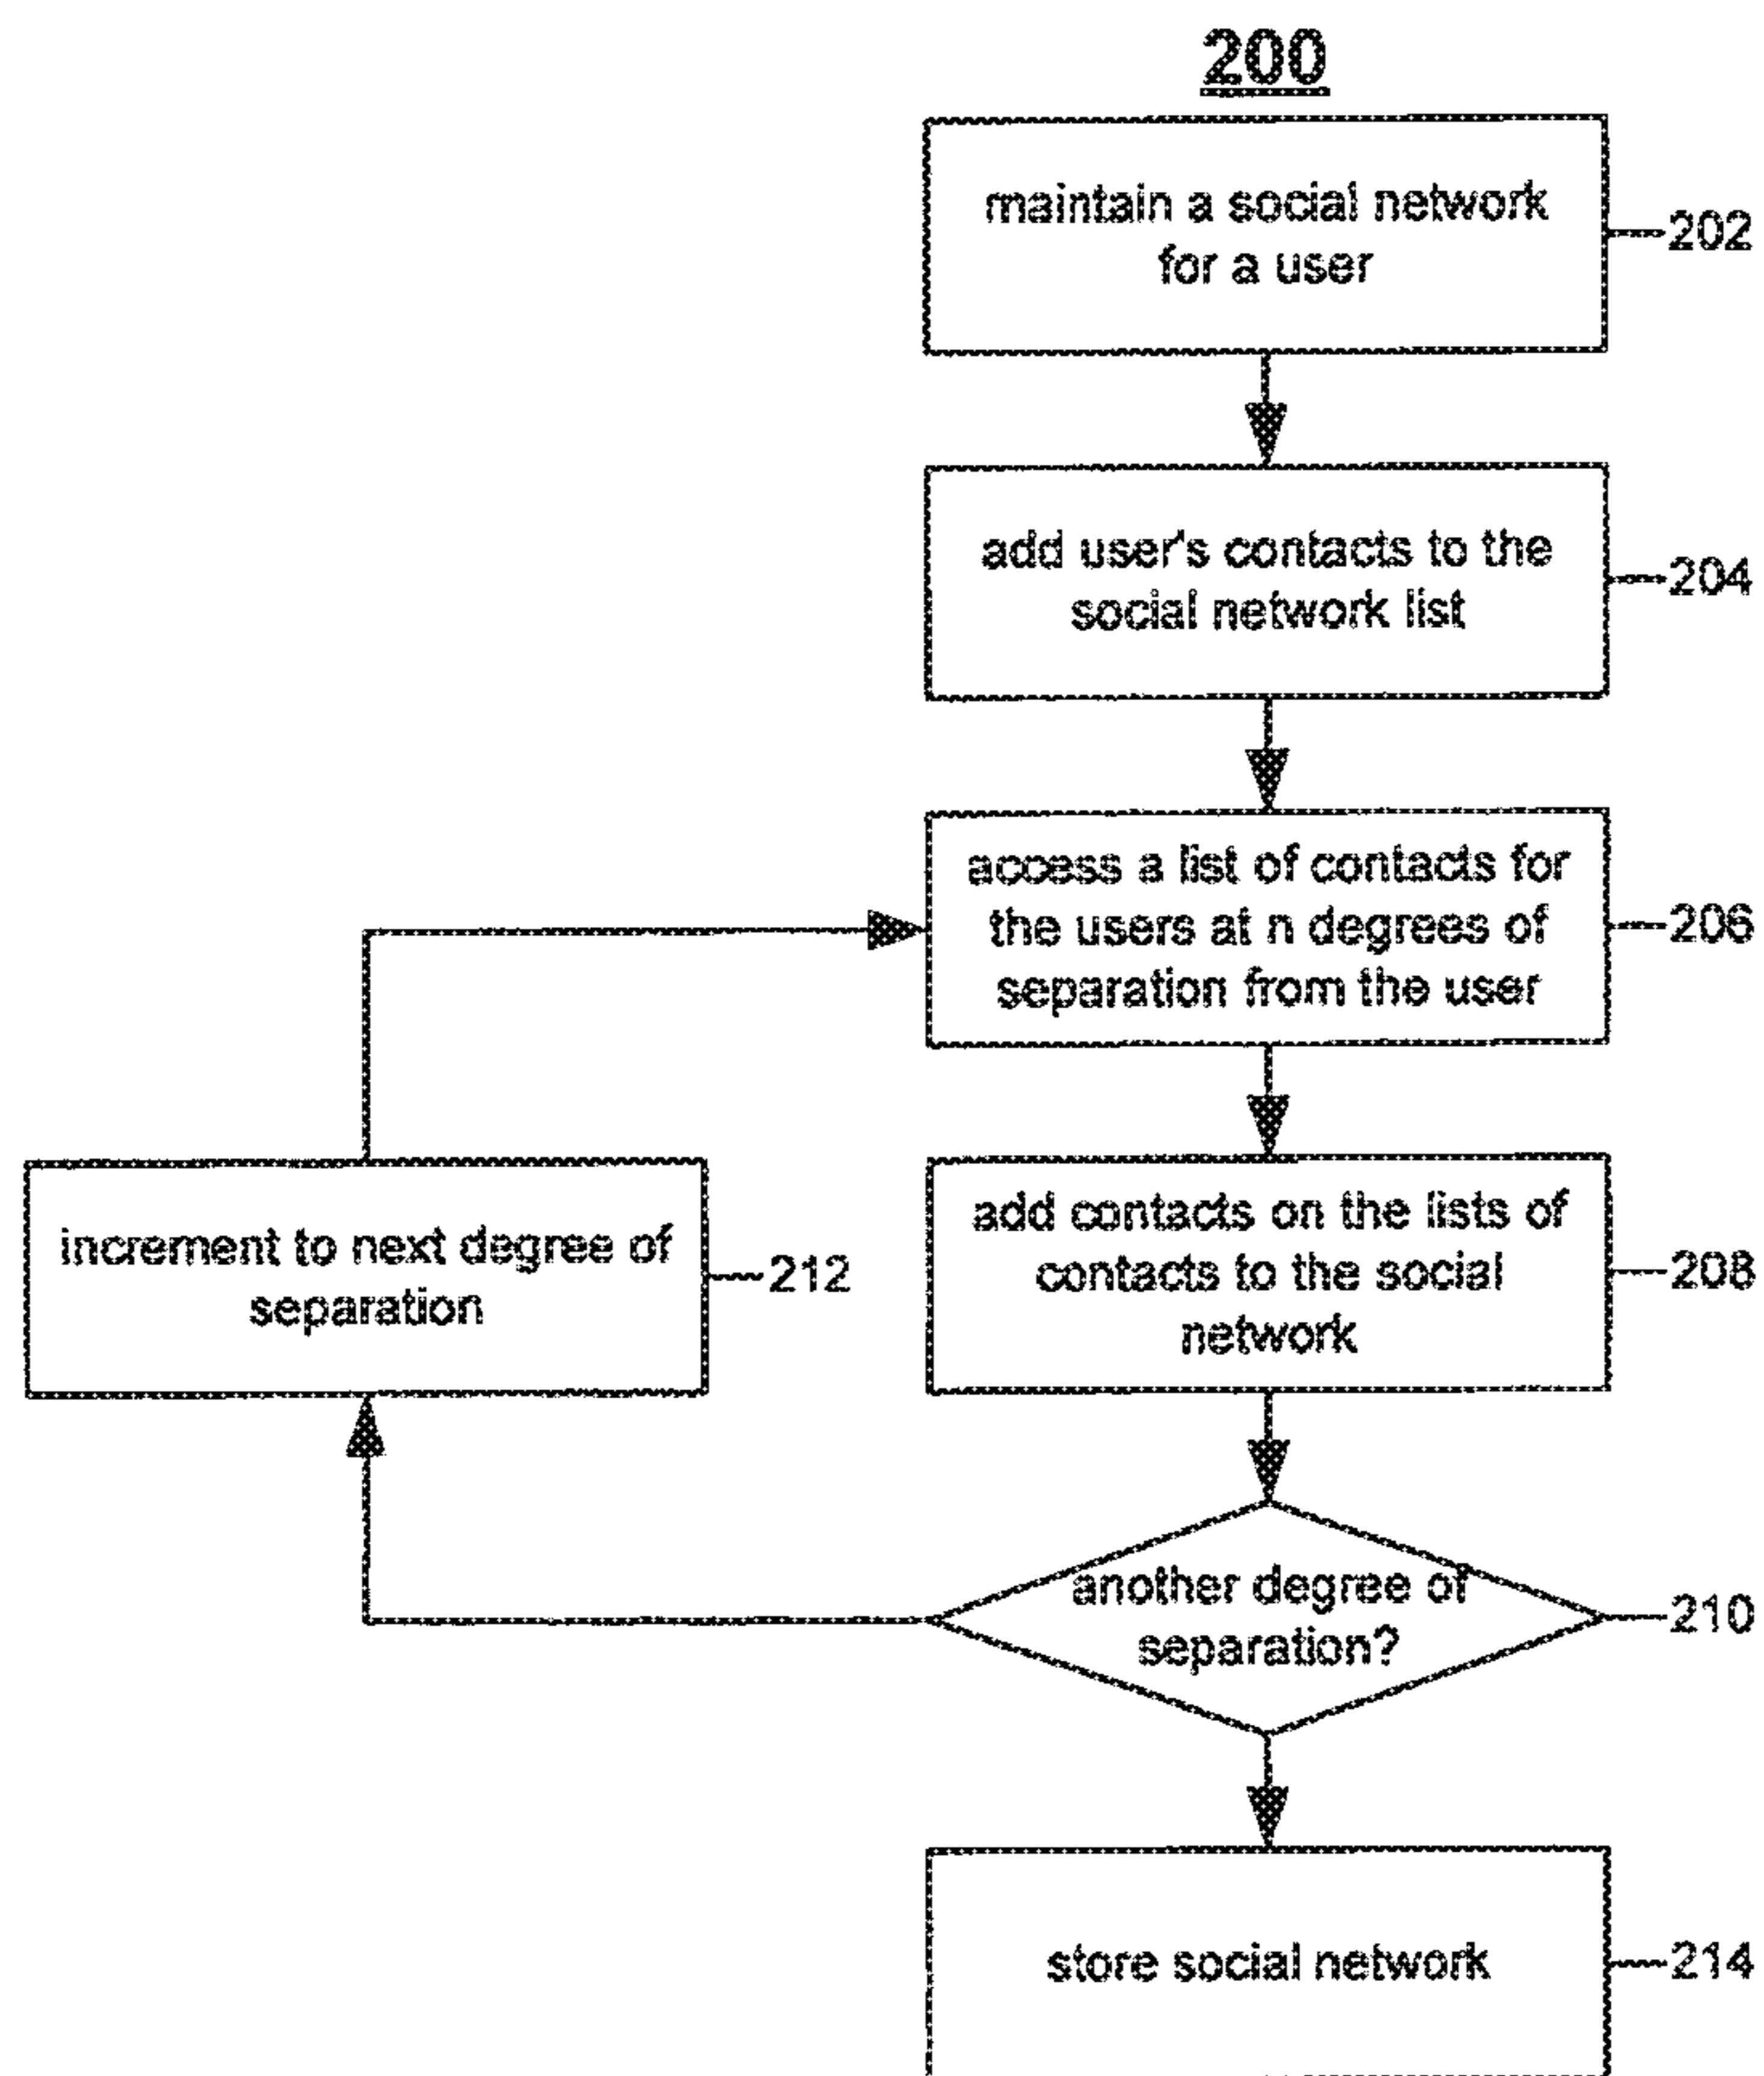 200
maintain a social network
for a user
202
add user's contacts to the
social network list
204
access a list of contacts for
the users at n degrees of
separation from the user
206
add contacts on the lists of
contacts to the social
network
208
increment to next degree of
separation
212
another degree of
separation?
210
store social network
214